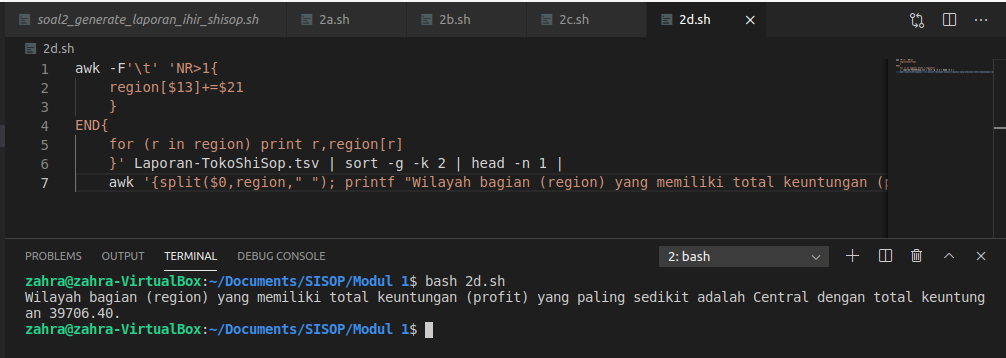 soal2_generate_laporan_ihir_shisop.sh 2a.sh 2b.sh 2c.sh 2d.sh
2d.sh
1 awk -F'\t' 'NR>1{
2 region[$13]+=$21
3 }
4 END{
5 for (r in region) print r,region[r]
6 }' Laporan-TokoShiSop.tsv | sort -g -k 2 | head -n 1 |
7 awk '{split($0,region," "); printf "Wilayah bagian (region) yang memiliki total keuntungan (p
PROBLEMS OUTPUT TERMINAL DEBUG CONSOLE 2: bash
zahra@zahra-VirtualBox:~/Documents/SISOP/Modul 1$ bash 2d.sh
Wilayah bagian (region) yang memiliki total keuntungan (profit) yang paling sedikit adalah Central dengan total keuntung
an 39706.40.
zahra@zahra-VirtualBox:~/Documents/SISOP/Modul 1$